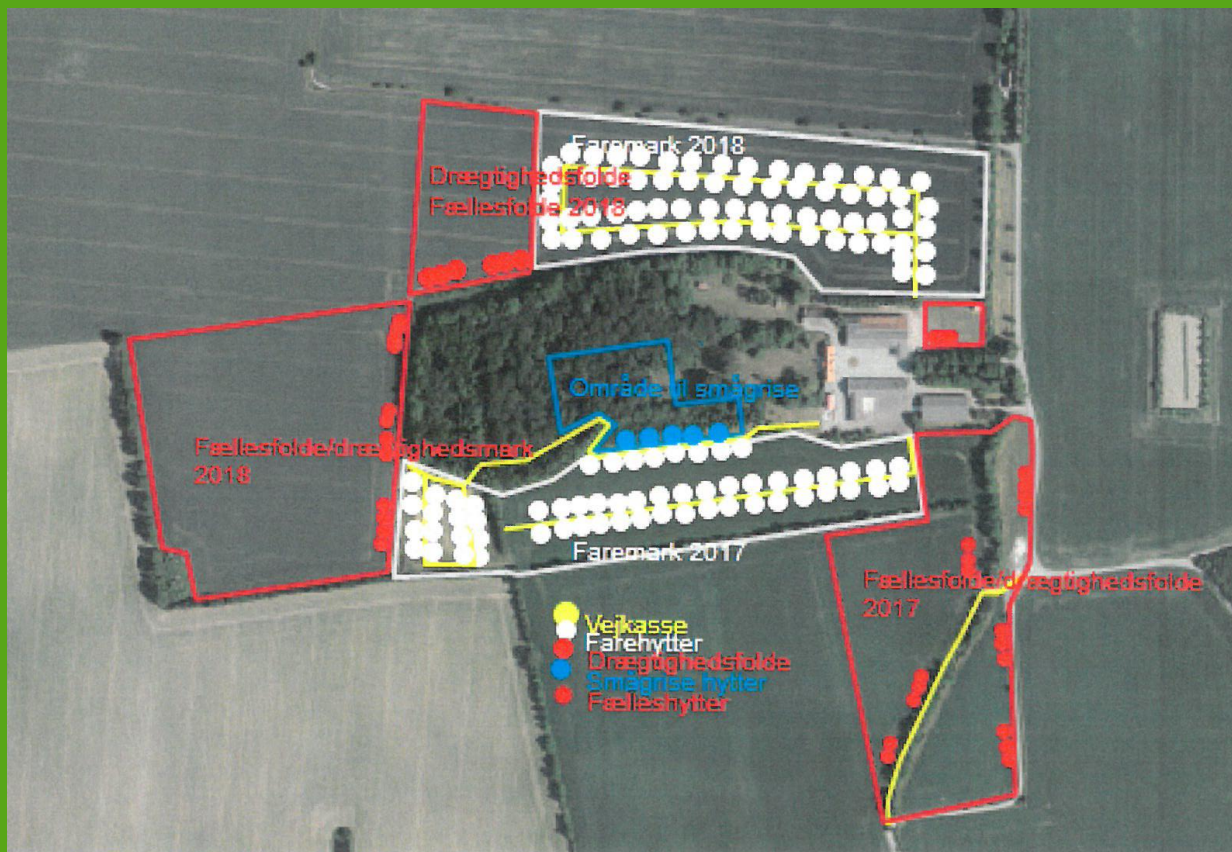 Faremark 2018
Drægtighedsfolde
Fællesfolde 2018
Område til smågrise
Fællesfolde/drægtighedsmark
2018
Faremark 2017
Fællesfolde/drægtighedsfolde
2017
Vejkasse
Farehytter
Drægtighedsfolde
Smågrise hytter
Fælleshytter